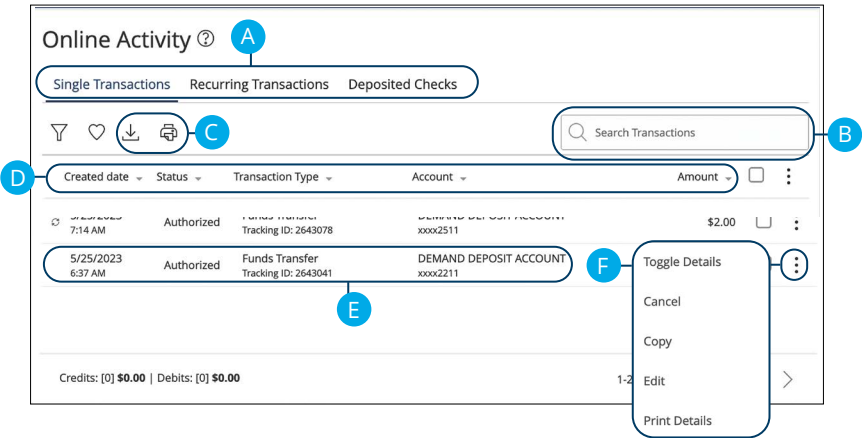 Online Activity ?
A
Single Transactions Recurring Transactions Deposited Checks
C
Search Transactions
B
D
Created date Status Transaction Type Account Amount
Authorized Funds Transfer DEMAND DEPOSIT ACCOUNT $2.00
7:14 AM Tracking ID: 2643078 xxxx2511
5/25/2023 Authorized Funds Transfer DEMAND DEPOSIT ACCOUNT
6:37 AM Tracking ID: 2643041 xxxx2211
E
F
Toggle Details
Cancel
Copy
Edit
Print Details
Credits: [0] $0.00 | Debits: [0] $0.00
1-2